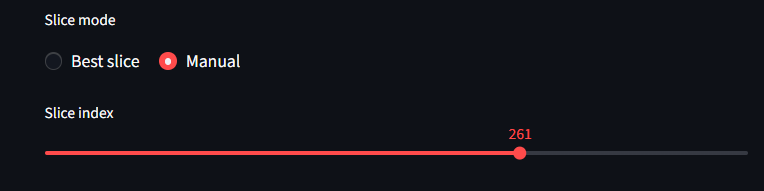 Slice mode
Best slice Manual
Slice index
261